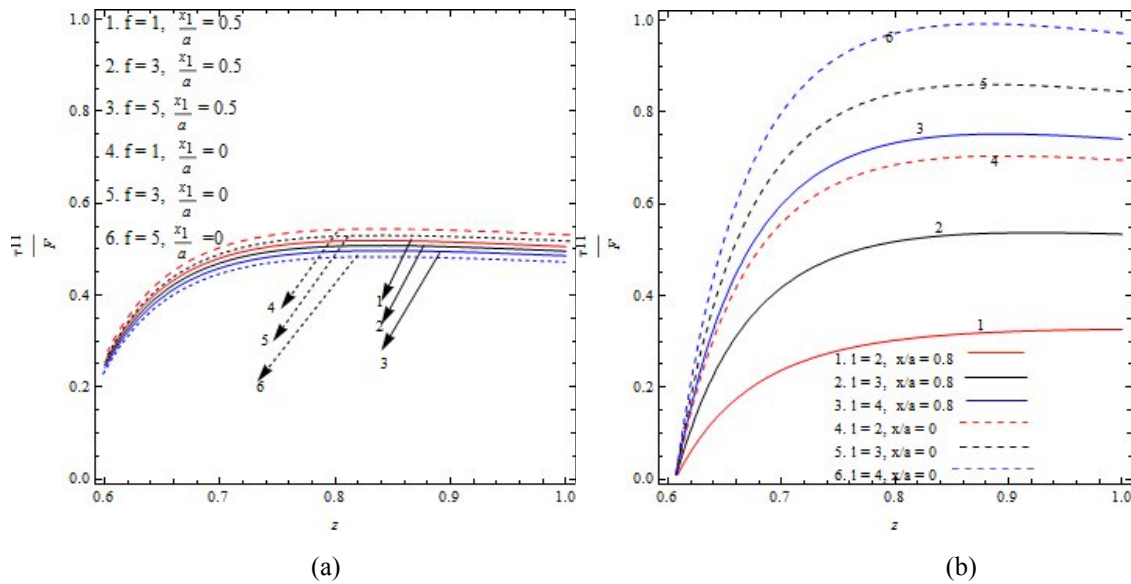 1. f = 1, x1/a = 0.5
2. f = 3, x1/a = 0.5
3. f = 5, x1/a = 0.5
4. f = 1, x1/a = 0
5. f = 3, x1/a = 0
6. f = 5, x1/a = 0
1.0
0.8
0.6
0.4
0.2
0.0
τ11/F
1
2
3
4
5
6
0.6 0.7 0.8 0.9 1.0
z
(a)
1.0
0.8
0.6
0.4
0.2
0.0
τ11/F
6
5
3
4
2
1
1. l = 2, x/a = 0.8
2. l = 3, x/a = 0.8
3. l = 4, x/a = 0.8
4. l = 2, x/a = 0
5. l = 3, x/a = 0
6. l = 4, x/a = 0
0.6 0.7 0.8 0.9 1.0
z
(b)